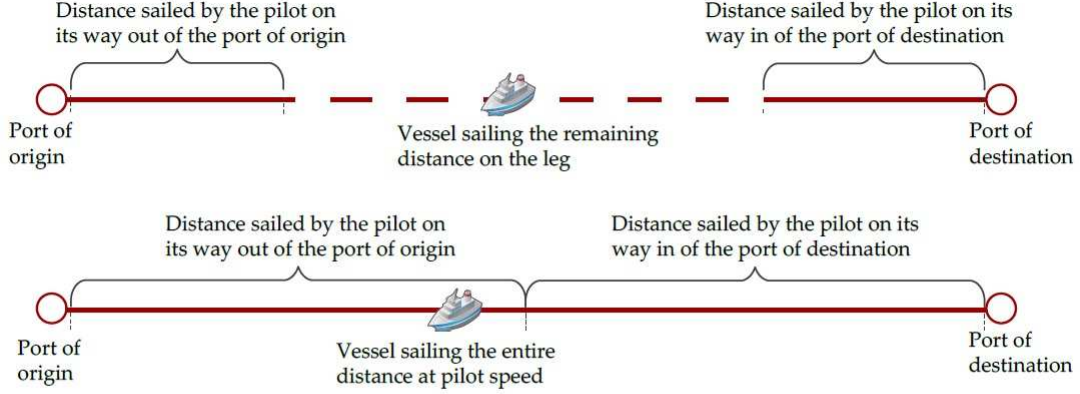 Distance sailed by the pilot on
its way out of the port of origin
Distance sailed by the pilot on its
way in of the port of destination
Port of
origin
Vessel sailing the remaining
distance on the leg
Port of
destination
Distance sailed by the pilot on
its way out of the port of origin
Distance sailed by the pilot on its
way in of the port of destination
Port of
origin
Vessel sailing the entire
distance at pilot speed
Port of
destination